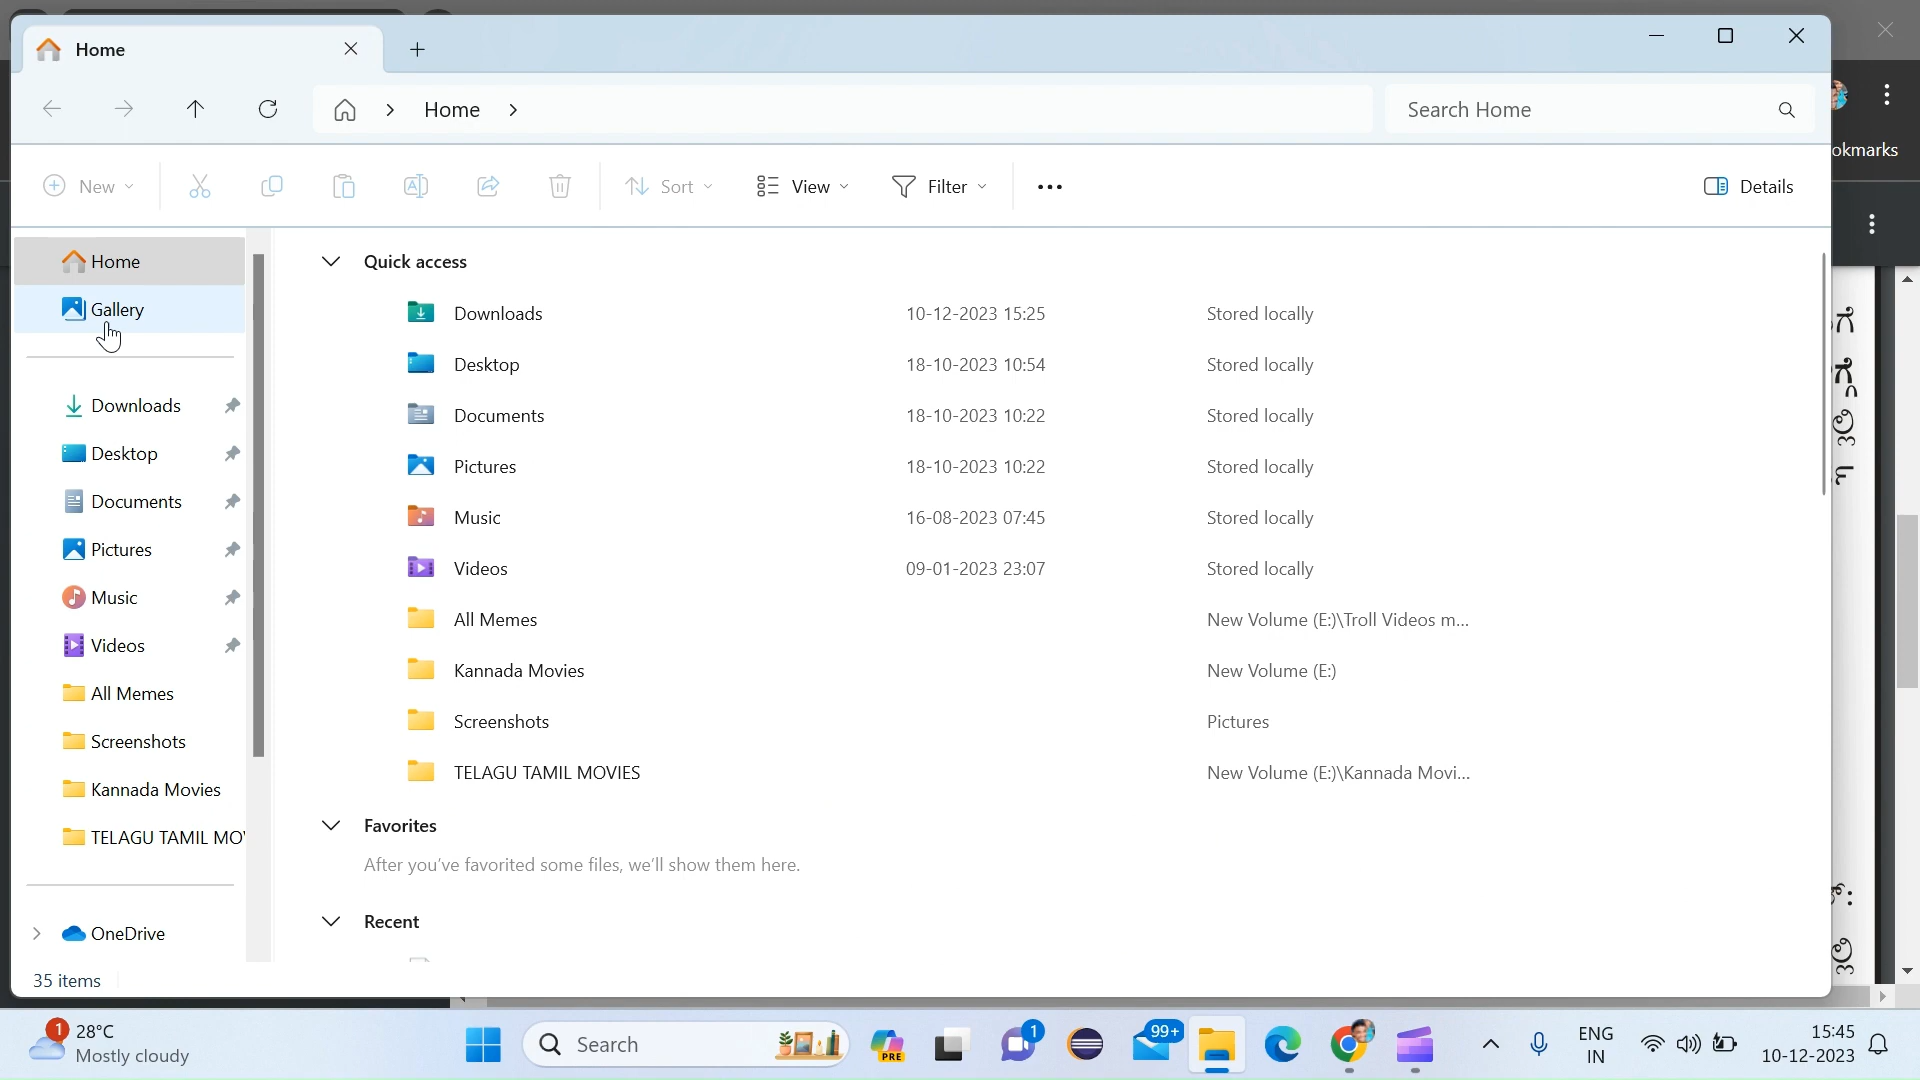 Home
Home
Search Home
okmarks
New
Sort
View
Filter
Details
Home
Gallery
Downloads
Desktop
Documents
Pictures
Music
Videos
All Memes
Screenshots
Kannada Movies
TELAGU TAMIL MO
OneDrive
Quick access
Downloads 10-12-2023 15:25 Stored locally
Desktop 18-10-2023 10:54 Stored locally
Documents 18-10-2023 10:22 Stored locally
Pictures 18-10-2023 10:22 Stored locally
Music 16-08-2023 07:45 Stored locally
Videos 09-01-2023 23:07 Stored locally
All Memes New Volume (E:)\Troll Videos m...
Kannada Movies New Volume (E:)
Screenshots Pictures
TELAGU TAMIL MOVIES New Volume (E:)\Kannada Movi...
Favorites
After you've favorited some files, we'll show them here.
Recent
35 items
1 28°C
Mostly cloudy
Search
PRE
1
99+
ENG
IN
15:45
10-12-2023